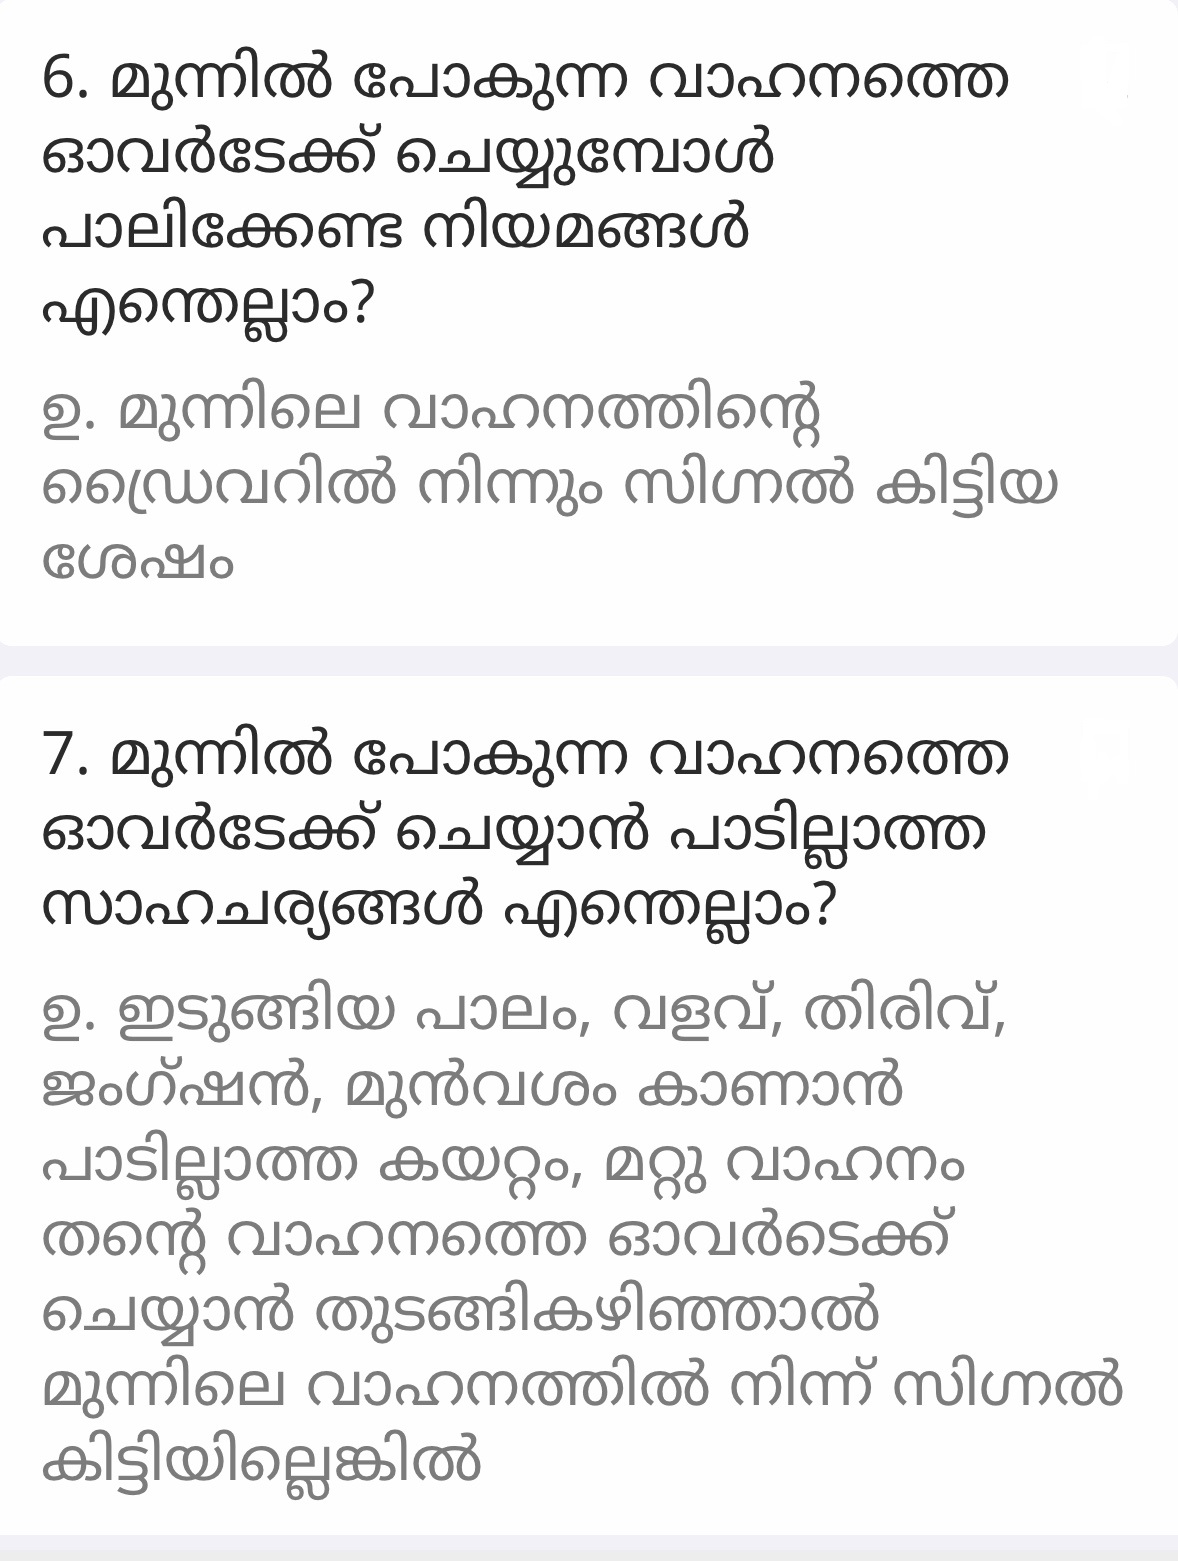 6. മുന്നിൽ പോകുന്ന വാഹനത്തെ
ഓവർടേക്ക് ചെയ്യുമ്പോൾ
പാലിക്കേണ്ട നിയമങ്ങൾ
എന്തെല്ലാം?
ഉ. മുന്നിലെ വാഹനത്തിന്റെ
ഡ്രൈവറിൽ നിന്നും സിഗ്നൽ കിട്ടിയ
ശേഷം
7. മുന്നിൽ പോകുന്ന വാഹനത്തെ
ഓവർടേക്ക് ചെയ്യാൻ പാടില്ലാത്ത
സാഹചര്യങ്ങൾ എന്തെല്ലാം?
ഉ. ഇടുങ്ങിയ പാലം, വളവ്, തിരിവ്,
ജംഗ്ഷൻ, മുൻവശം കാണാൻ
പാടില്ലാത്ത കയറ്റം, മറ്റു വാഹനം
തന്റെ വാഹനത്തെ ഓവർടെക്ക്
ചെയ്യാൻ തുടങ്ങികഴിഞ്ഞാൽ
മുന്നിലെ വാഹനത്തിൽ നിന്ന് സിഗ്നൽ
കിട്ടിയില്ലെങ്കിൽ